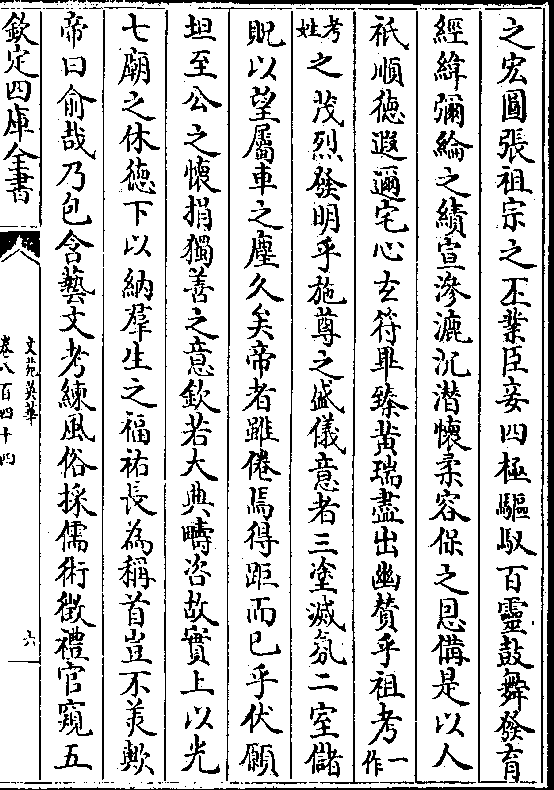 之宏圖張祖宗之丕業臣妾四極驅馭百靈鼓舞發育
經緯彌綸之績宣滲漉沉潜懷柔容保之恩備是以人
祇順德遐邇宅心玄符畢臻黄瑞盡出幽贊乎祖考一作
考妣之茂烈發明乎施尊之盛儀意者三塗滅氛二室儲
貺以望屬車之塵久矣帝者雖倦焉得距而已乎伏願
坦至公之懷捐獨善之意欽若大典疇咨故實上以光
七廟之休德下以納羣生之福祐長為稱首豈不羙歟
帝曰俞哉乃包含藝文考練風俗採儒術徵禮官窺五
欽定四庫全書
文苑英華
卷八百四十四
六